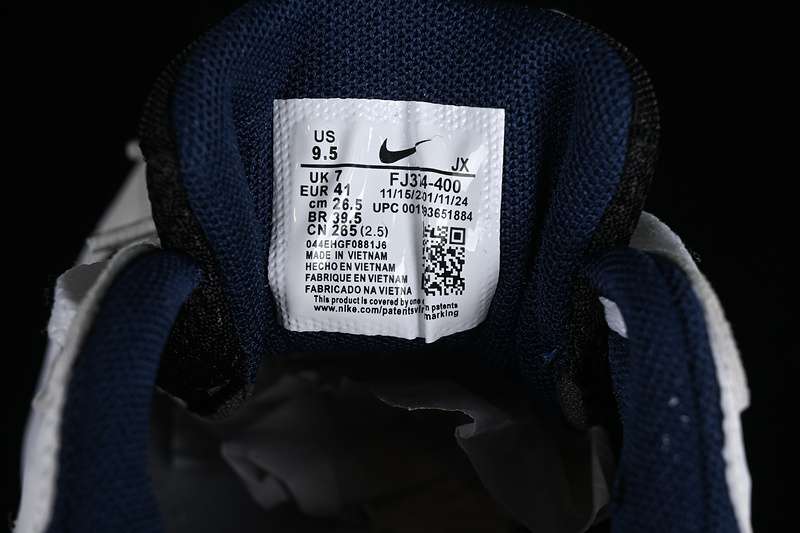 US
9.5
JX
UK 7
EUR 41
cm 26.5
BR 39.5
CN 265 (2.5)
FJ314-400
11/15/201/11/24
UPC 00193651884
044EHGF0881J6
MADE IN VIETNAM
HECHO EN VIETNAM
FABRIQUE EN VIETNAM
FABRICADO NA VIETNA
This product is covered by one patents
www.nike.com/patents marking